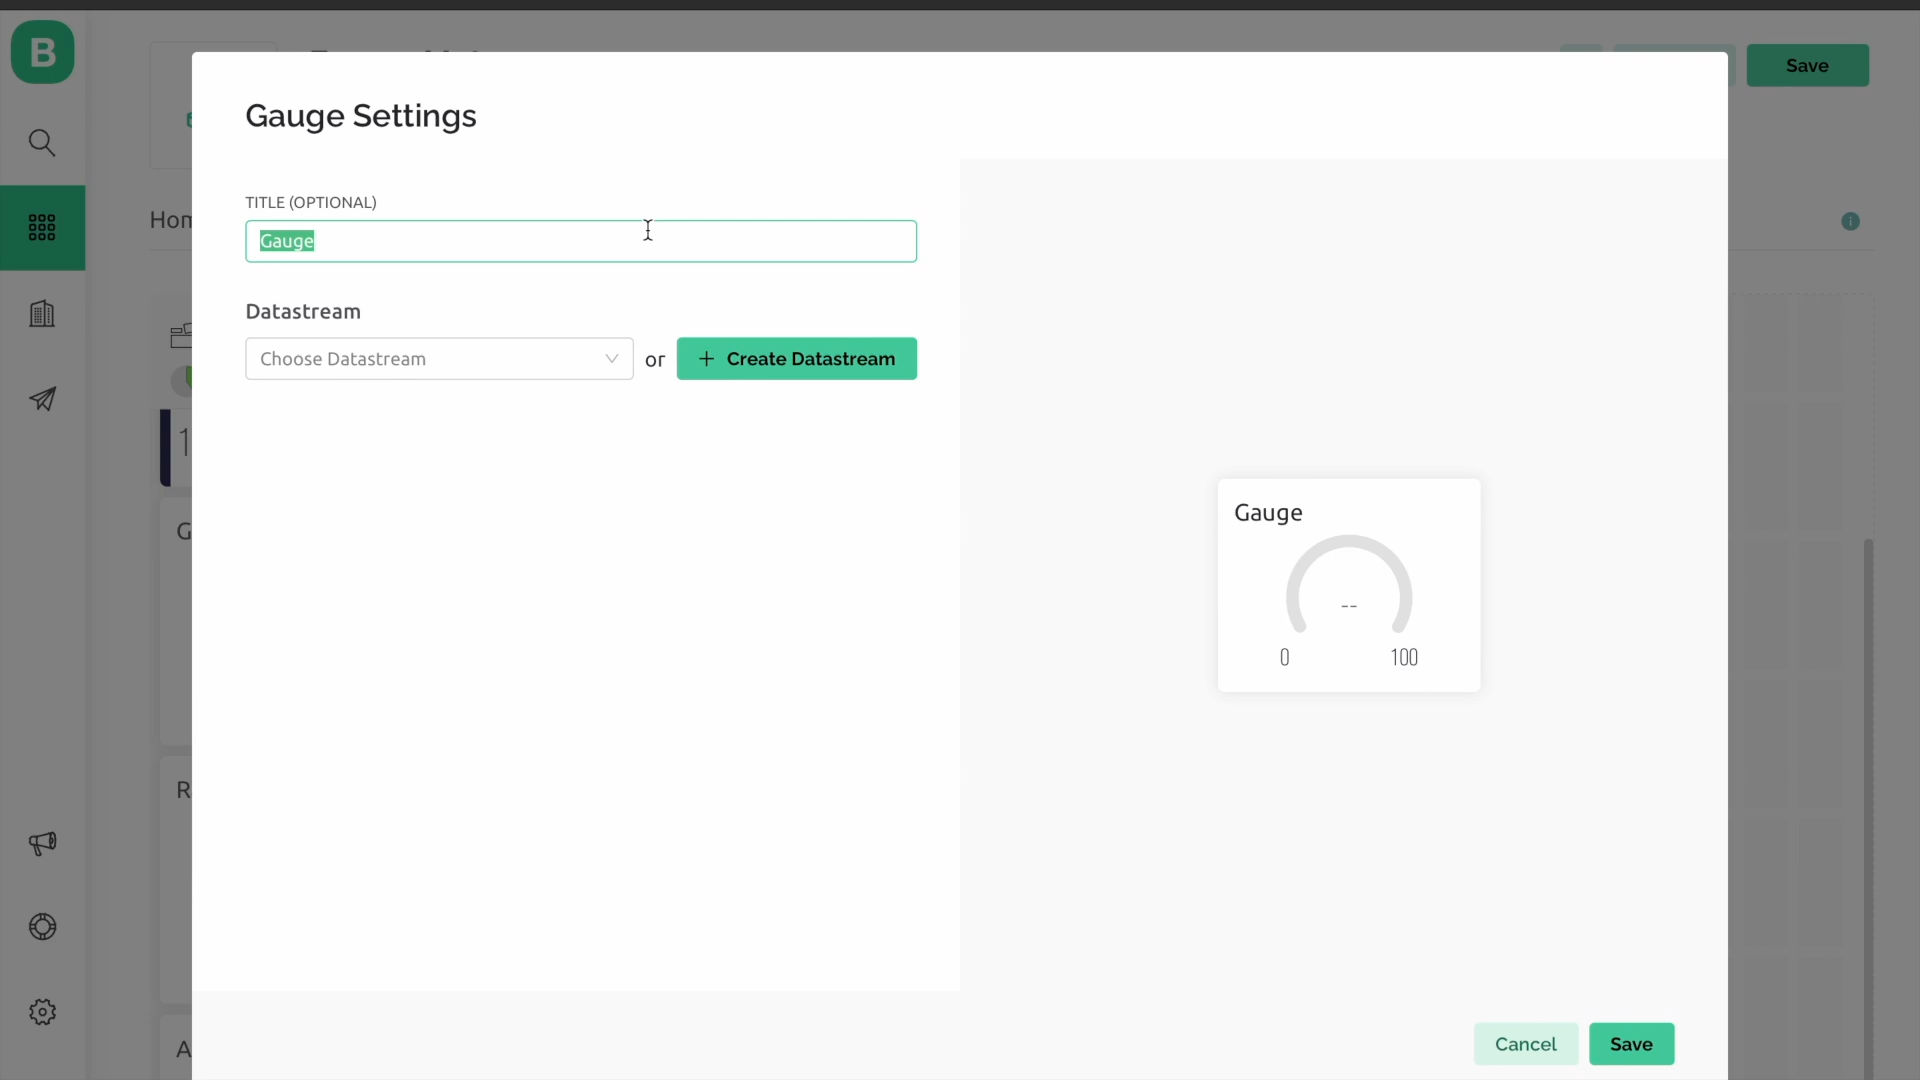 B
Save
Gauge Settings
TITLE (OPTIONAL)
Gauge
Hom
Datastream
Choose Datastream
or
+ Create Datastream
1
G
Gauge
--
0
100
R
A
Cancel
Save